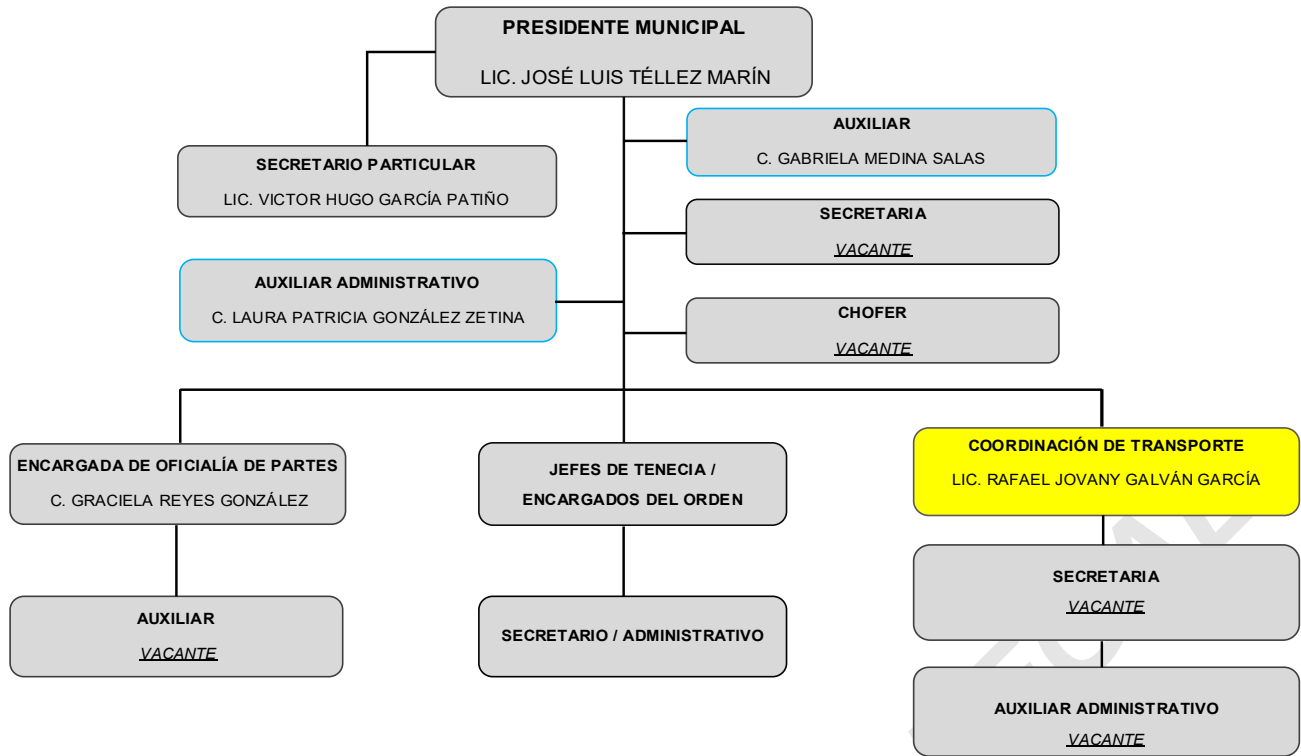 PRESIDENTE MUNICIPAL
LIC. JOSÉ LUIS TÉLLEZ MARÍN
AUXILIAR
C. GABRIELA MEDINA SALAS
SECRETARIO PARTICULAR
LIC. VICTOR HUGO GARCÍA PATIÑO
SECRETARIA
VACANTE
AUXILIAR ADMINISTRATIVO
C. LAURA PATRICIA GONZÁLEZ ZETINA
CHOFER
VACANTE
ENCARGADA DE OFICIALÍA DE PARTES
C. GRACIELA REYES GONZÁLEZ
JEFES DE TENECIA /
ENCARGADOS DEL ORDEN
COORDINACIÓN DE TRANSPORTE
LIC. RAFAEL JOVANY GALVÁN GARCÍA
AUXILIAR
VACANTE
SECRETARIO / ADMINISTRATIVO
SECRETARIA
VACANTE
AUXILIAR ADMINISTRATIVO
VACANTE